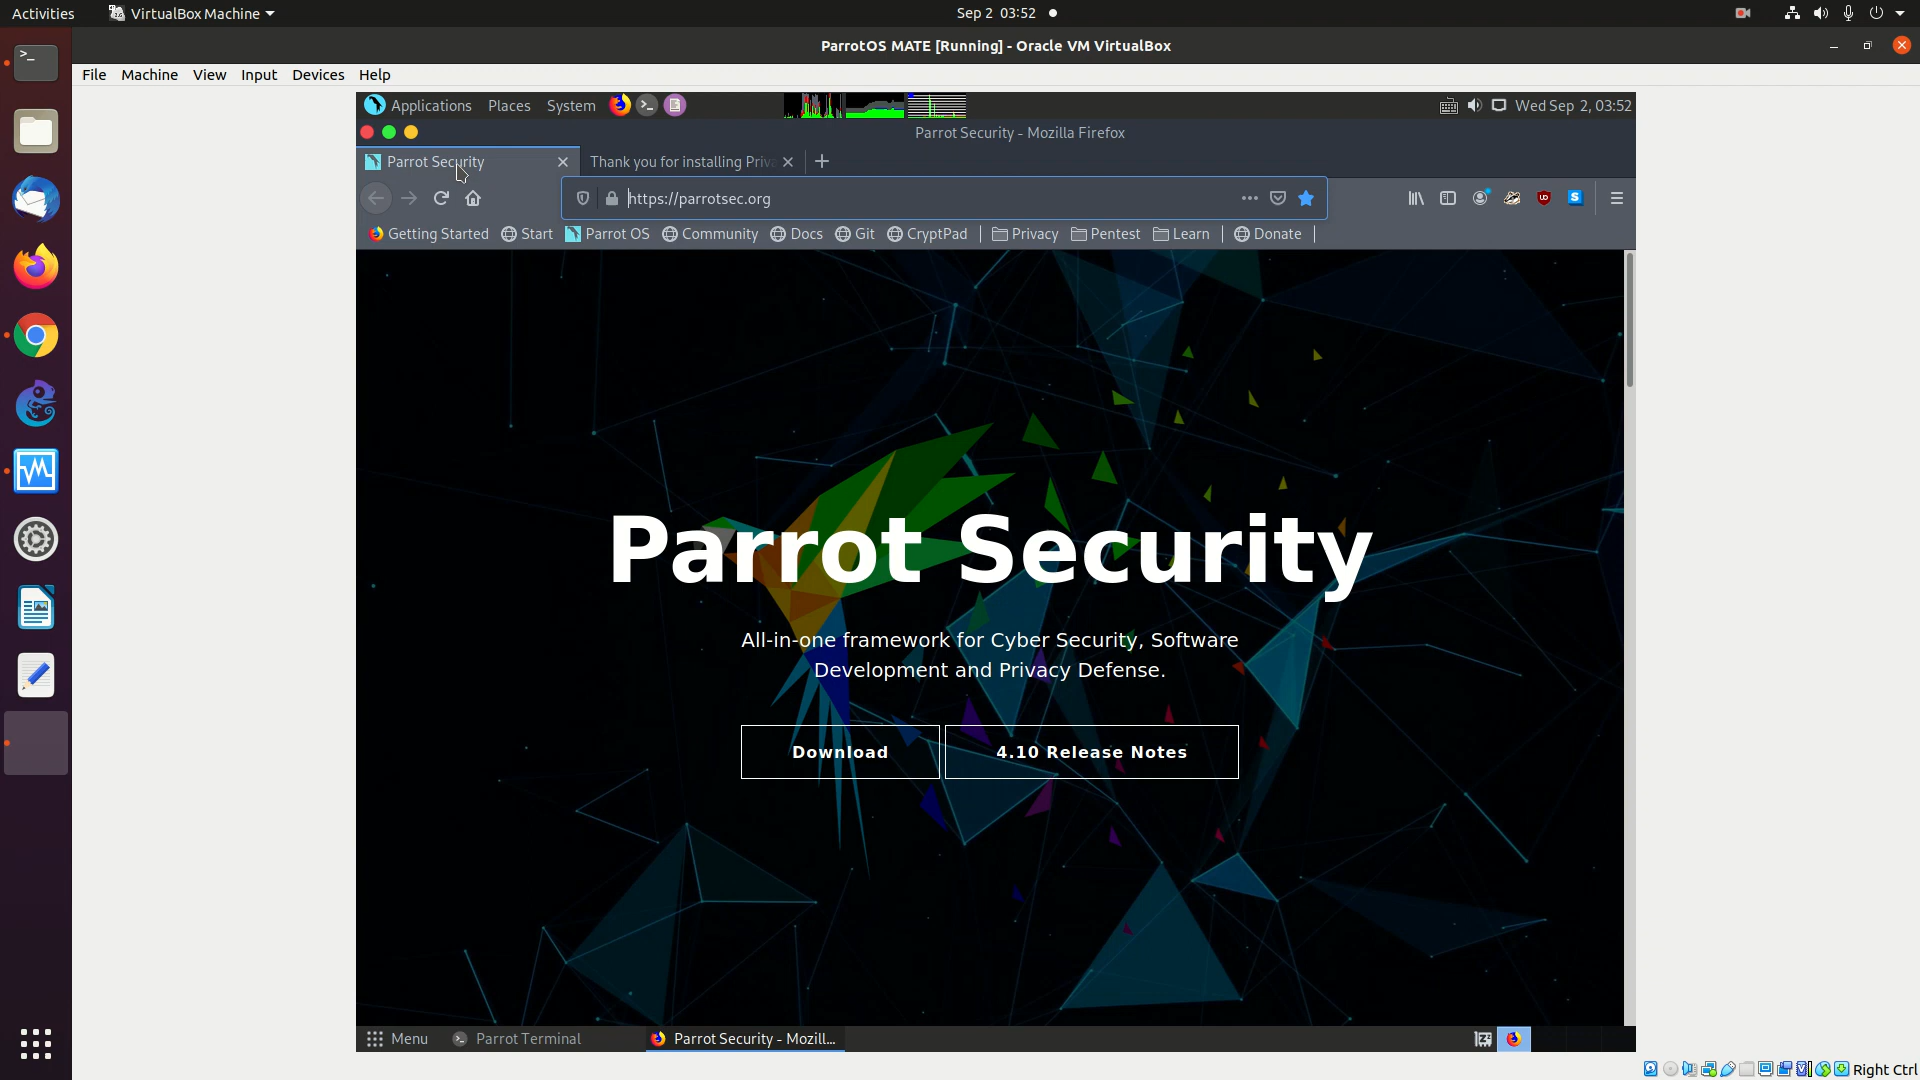 Activities VirtualBox Machine Sep 2 03:52
ParrotOS MATE [Running] - Oracle VM VirtualBox
File Machine View Input Devices Help
Applications Places System Wed Sep 2, 03:52
Parrot Security - Mozilla Firefox
Parrot Security Thank you for installing Priva
https://parrotsec.org
Getting Started Start Parrot OS Community Docs Git CryptPad Privacy Pentest Learn Donate
Parrot Security
All-in-one framework for Cyber Security, Software
Development and Privacy Defense.
Download 4.10 Release Notes
Menu Parrot Terminal Parrot Security - Mozill...
Right Ctrl